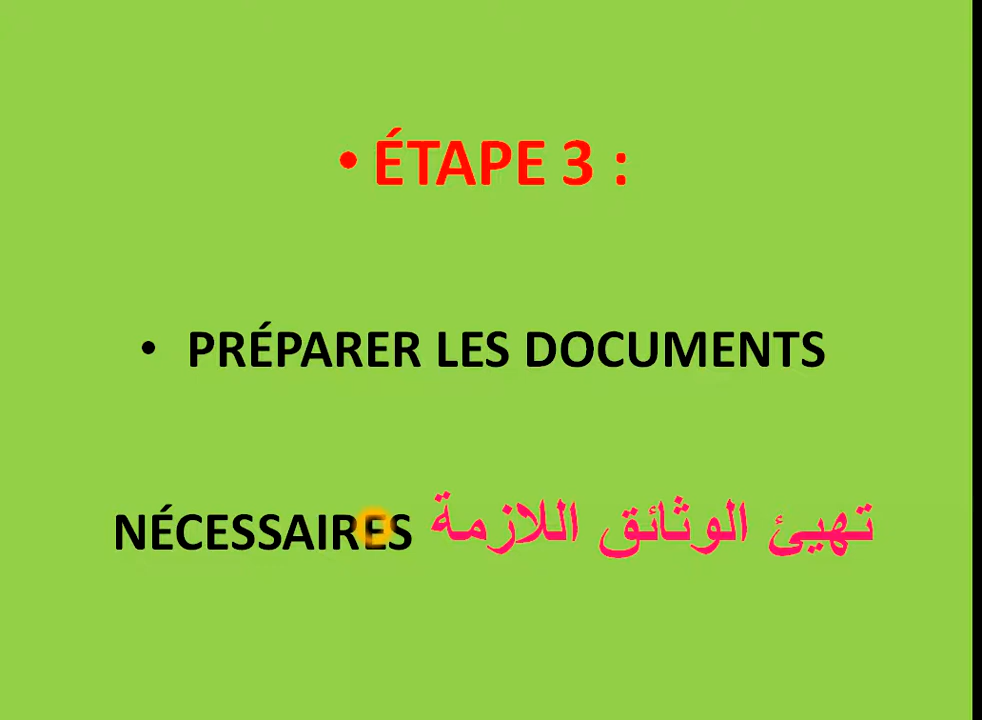 • ÉTAPE 3 :
• PRÉPARER LES DOCUMENTS
NÉCESSAIRES تهيئ الوثائق اللازمة